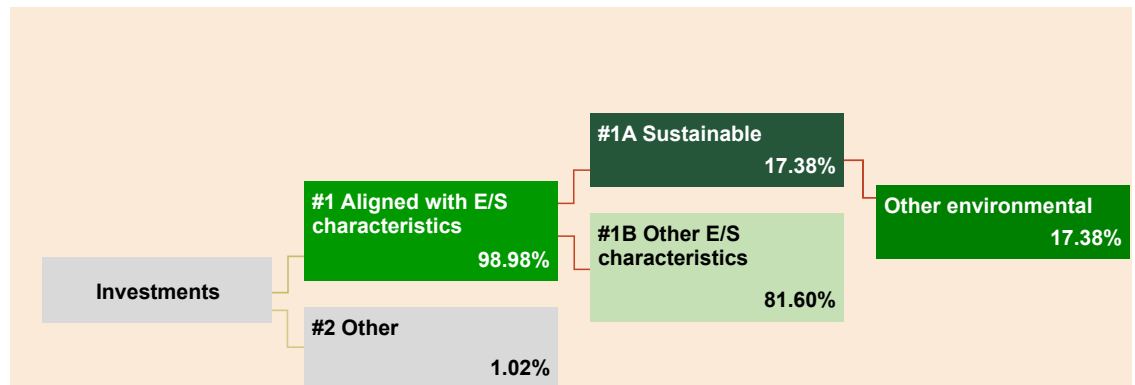 #1A Sustainable
17.38%
#1 Aligned with E/S
characteristics
98.98%
Other environmental
17.38%
#1B Other E/S
characteristics
81.60%
Investments
#2 Other
1.02%